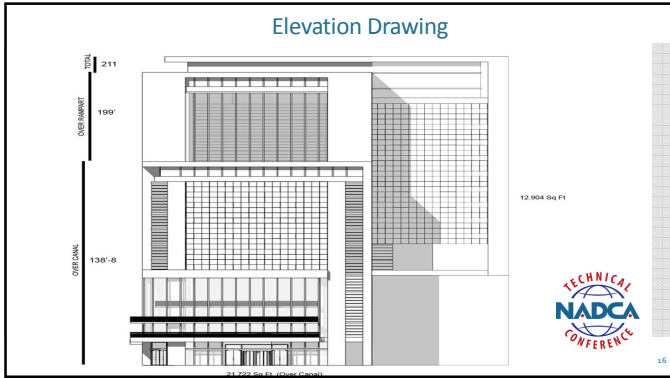 Elevation Drawing
TOTAL
211
OVER RAMPART
199'
OVER CANAL
138'-8
12.904 Sq Ft
21.722 Sq Ft. (Over Canal)
TECHNICAL
NADCA
CONFERENCE
16